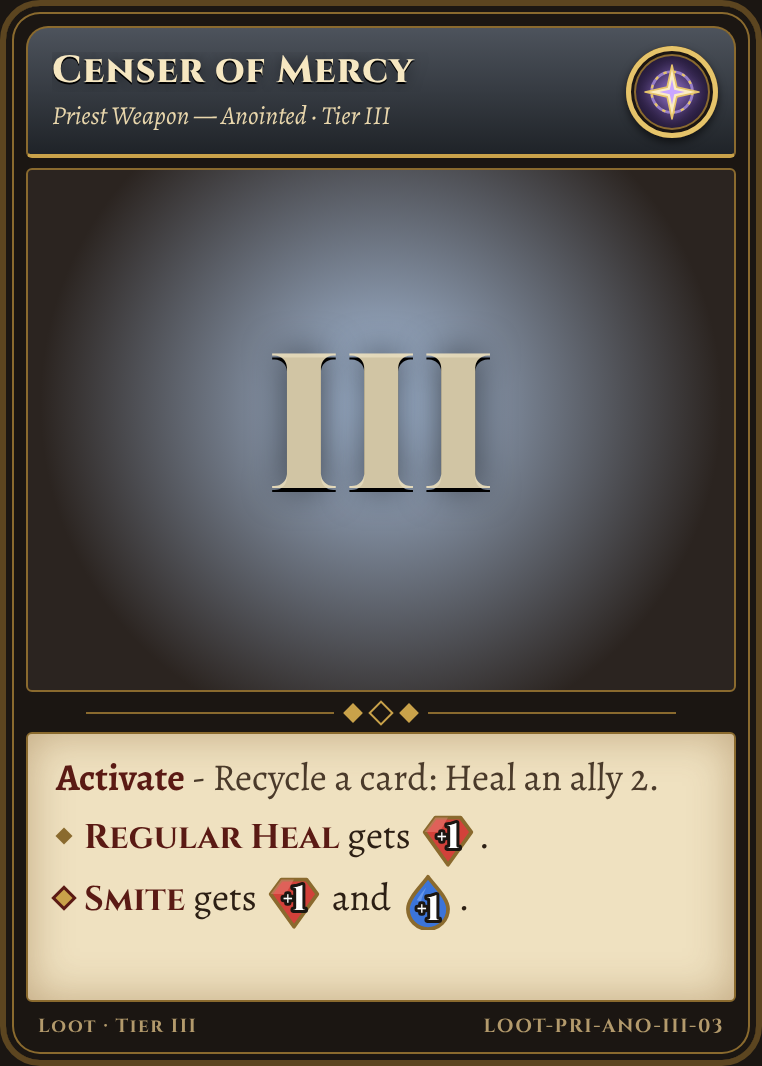 Censer of Mercy
Priest Weapon — Anointed · Tier III
III
Activate - Recycle a card: Heal an ally 2.
Regular Heal gets +1.
Smite gets +1 and +1.
Loot · Tier III
LOOT-PRI-ANO-III-03